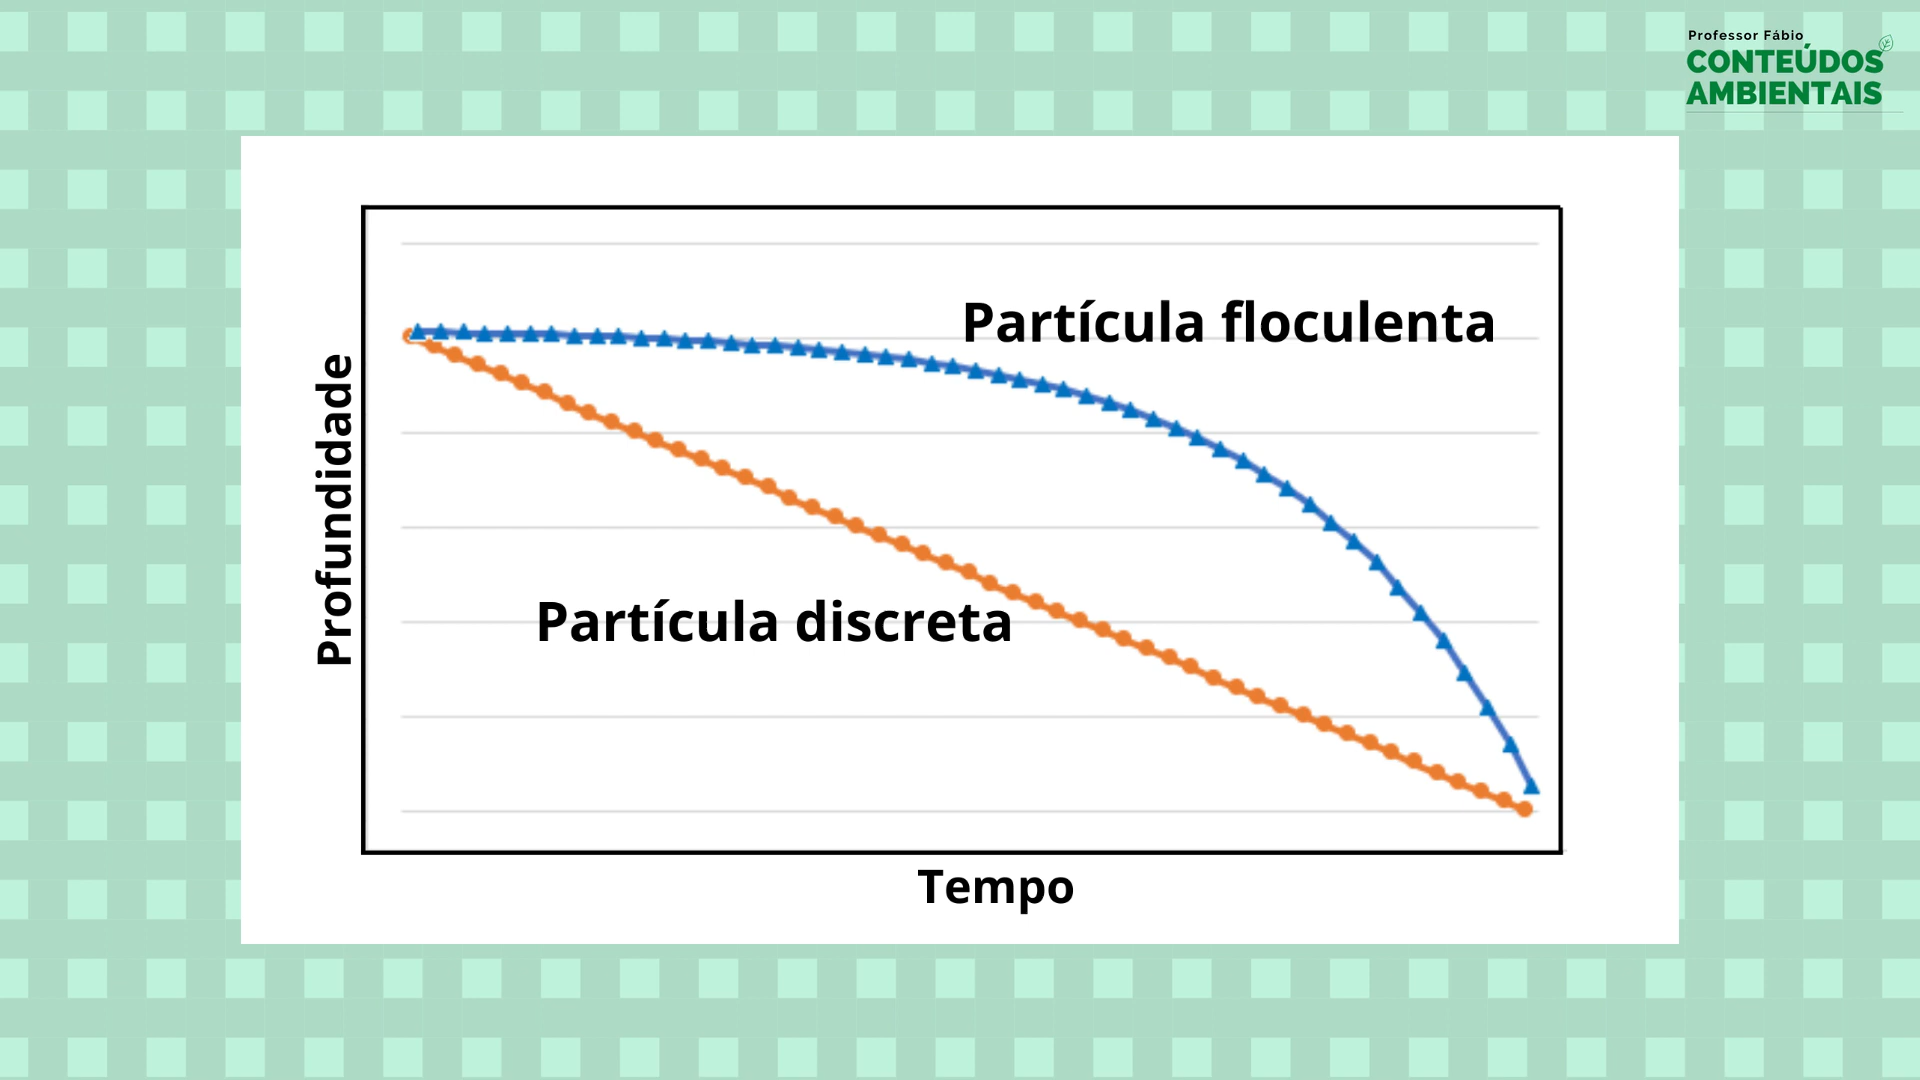 Professor Fábio
CONTEÚDOS
AMBIENTAIS
Partícula floculenta
Profundidade
Partícula discreta
Tempo